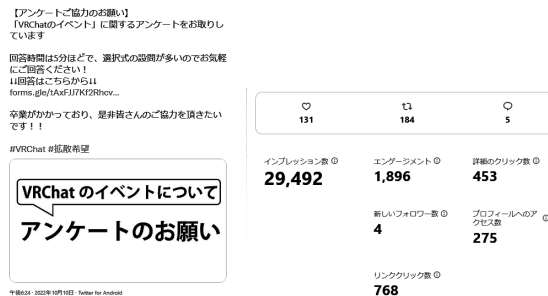 【アンケートご協力のお願い】
「VRChatのイベント」に関するアンケートをお取りし
ています
回答時間は5分ほどで、選択式の設問が多いのでお気軽
にご回答ください！
↓↓回答はこちらから↓↓
forms.gle/tAxFJJ7Kf2Rhcv...
卒業がかかっており、是非皆さんのご協力を頂きたい
です！！
#VRChat #拡散希望
VRChat のイベントについて
アンケートのお願い
午後6:24 · 2022年10月10日 · Twitter for Android
131 184 5
インプレッション数 エンゲージメント 詳細のクリック数
29,492 1,896 453
新しいフォロワー数 プロフィールへのア
クセス数
4 275
リンククリック数
768